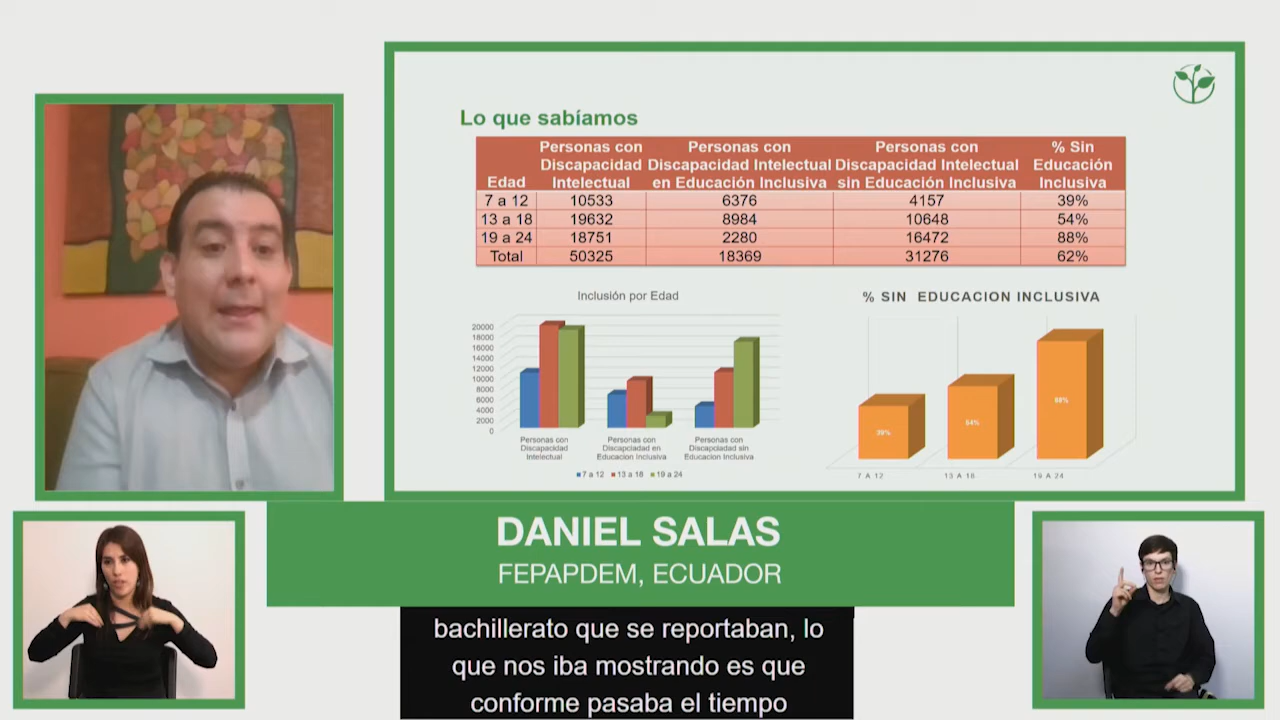 Lo que sabíamos
Edad | Personas con Discapacidad Intelectual | Personas con Discapacidad Intelectual en Educación Inclusiva | Personas con Discapacidad Intelectual sin Educación Inclusiva | % Sin Educación Inclusiva
7 a 12 | 10533 | 6376 | 4157 | 39%
13 a 18 | 19632 | 8984 | 10648 | 54%
19 a 24 | 18751 | 2280 | 16472 | 88%
Total | 50325 | 18369 | 31276 | 62%
Inclusión por Edad
20000
18000
16000
14000
12000
10000
8000
6000
4000
2000
0
Personas con Discapacidad Intelectual
Personas con Discapciadad en Educacion Inclusiva
Personas con Discapciadad sin Educacion Inclusiva
7 a 12 13 a 18 19 a 24
% SIN EDUCACION INCLUSIVA
39%
54%
88%
7 A 12
13 A 18
19 A 24
DANIEL SALAS
FEPAPDEM, ECUADOR
bachillerato que se reportaban, lo
que nos iba mostrando es que
conforme pasaba el tiempo